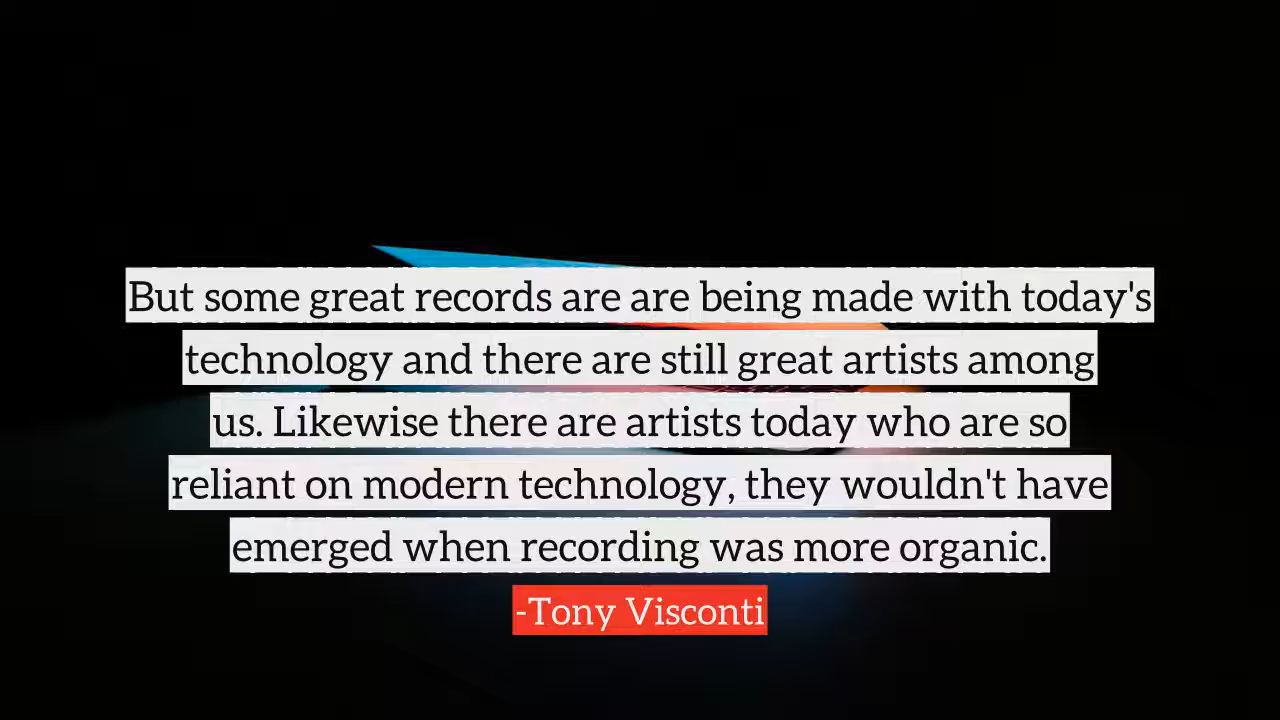 But some great records are are being made with today's
technology and there are still great artists among
us. Likewise there are artists today who are so
reliant on modern technology, they wouldn't have
emerged when recording was more organic.
-Tony Visconti